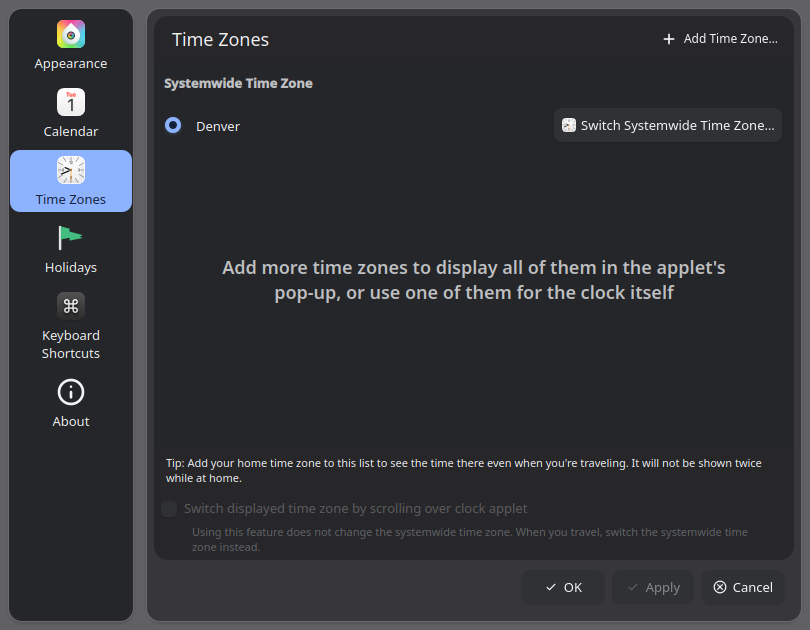 Appearance
Tue
1
Calendar
Time Zones
Holidays
Keyboard
Shortcuts
About
Time Zones
Add Time Zone...
Systemwide Time Zone
Denver
Switch Systemwide Time Zone...
Add more time zones to display all of them in the applet's
pop-up, or use one of them for the clock itself
Tip: Add your home time zone to this list to see the time there even when you're traveling. It will not be shown twice
while at home.
Switch displayed time zone by scrolling over clock applet
Using this feature does not change the systemwide time zone. When you travel, switch the systemwide time
zone instead.
OK
Apply
Cancel